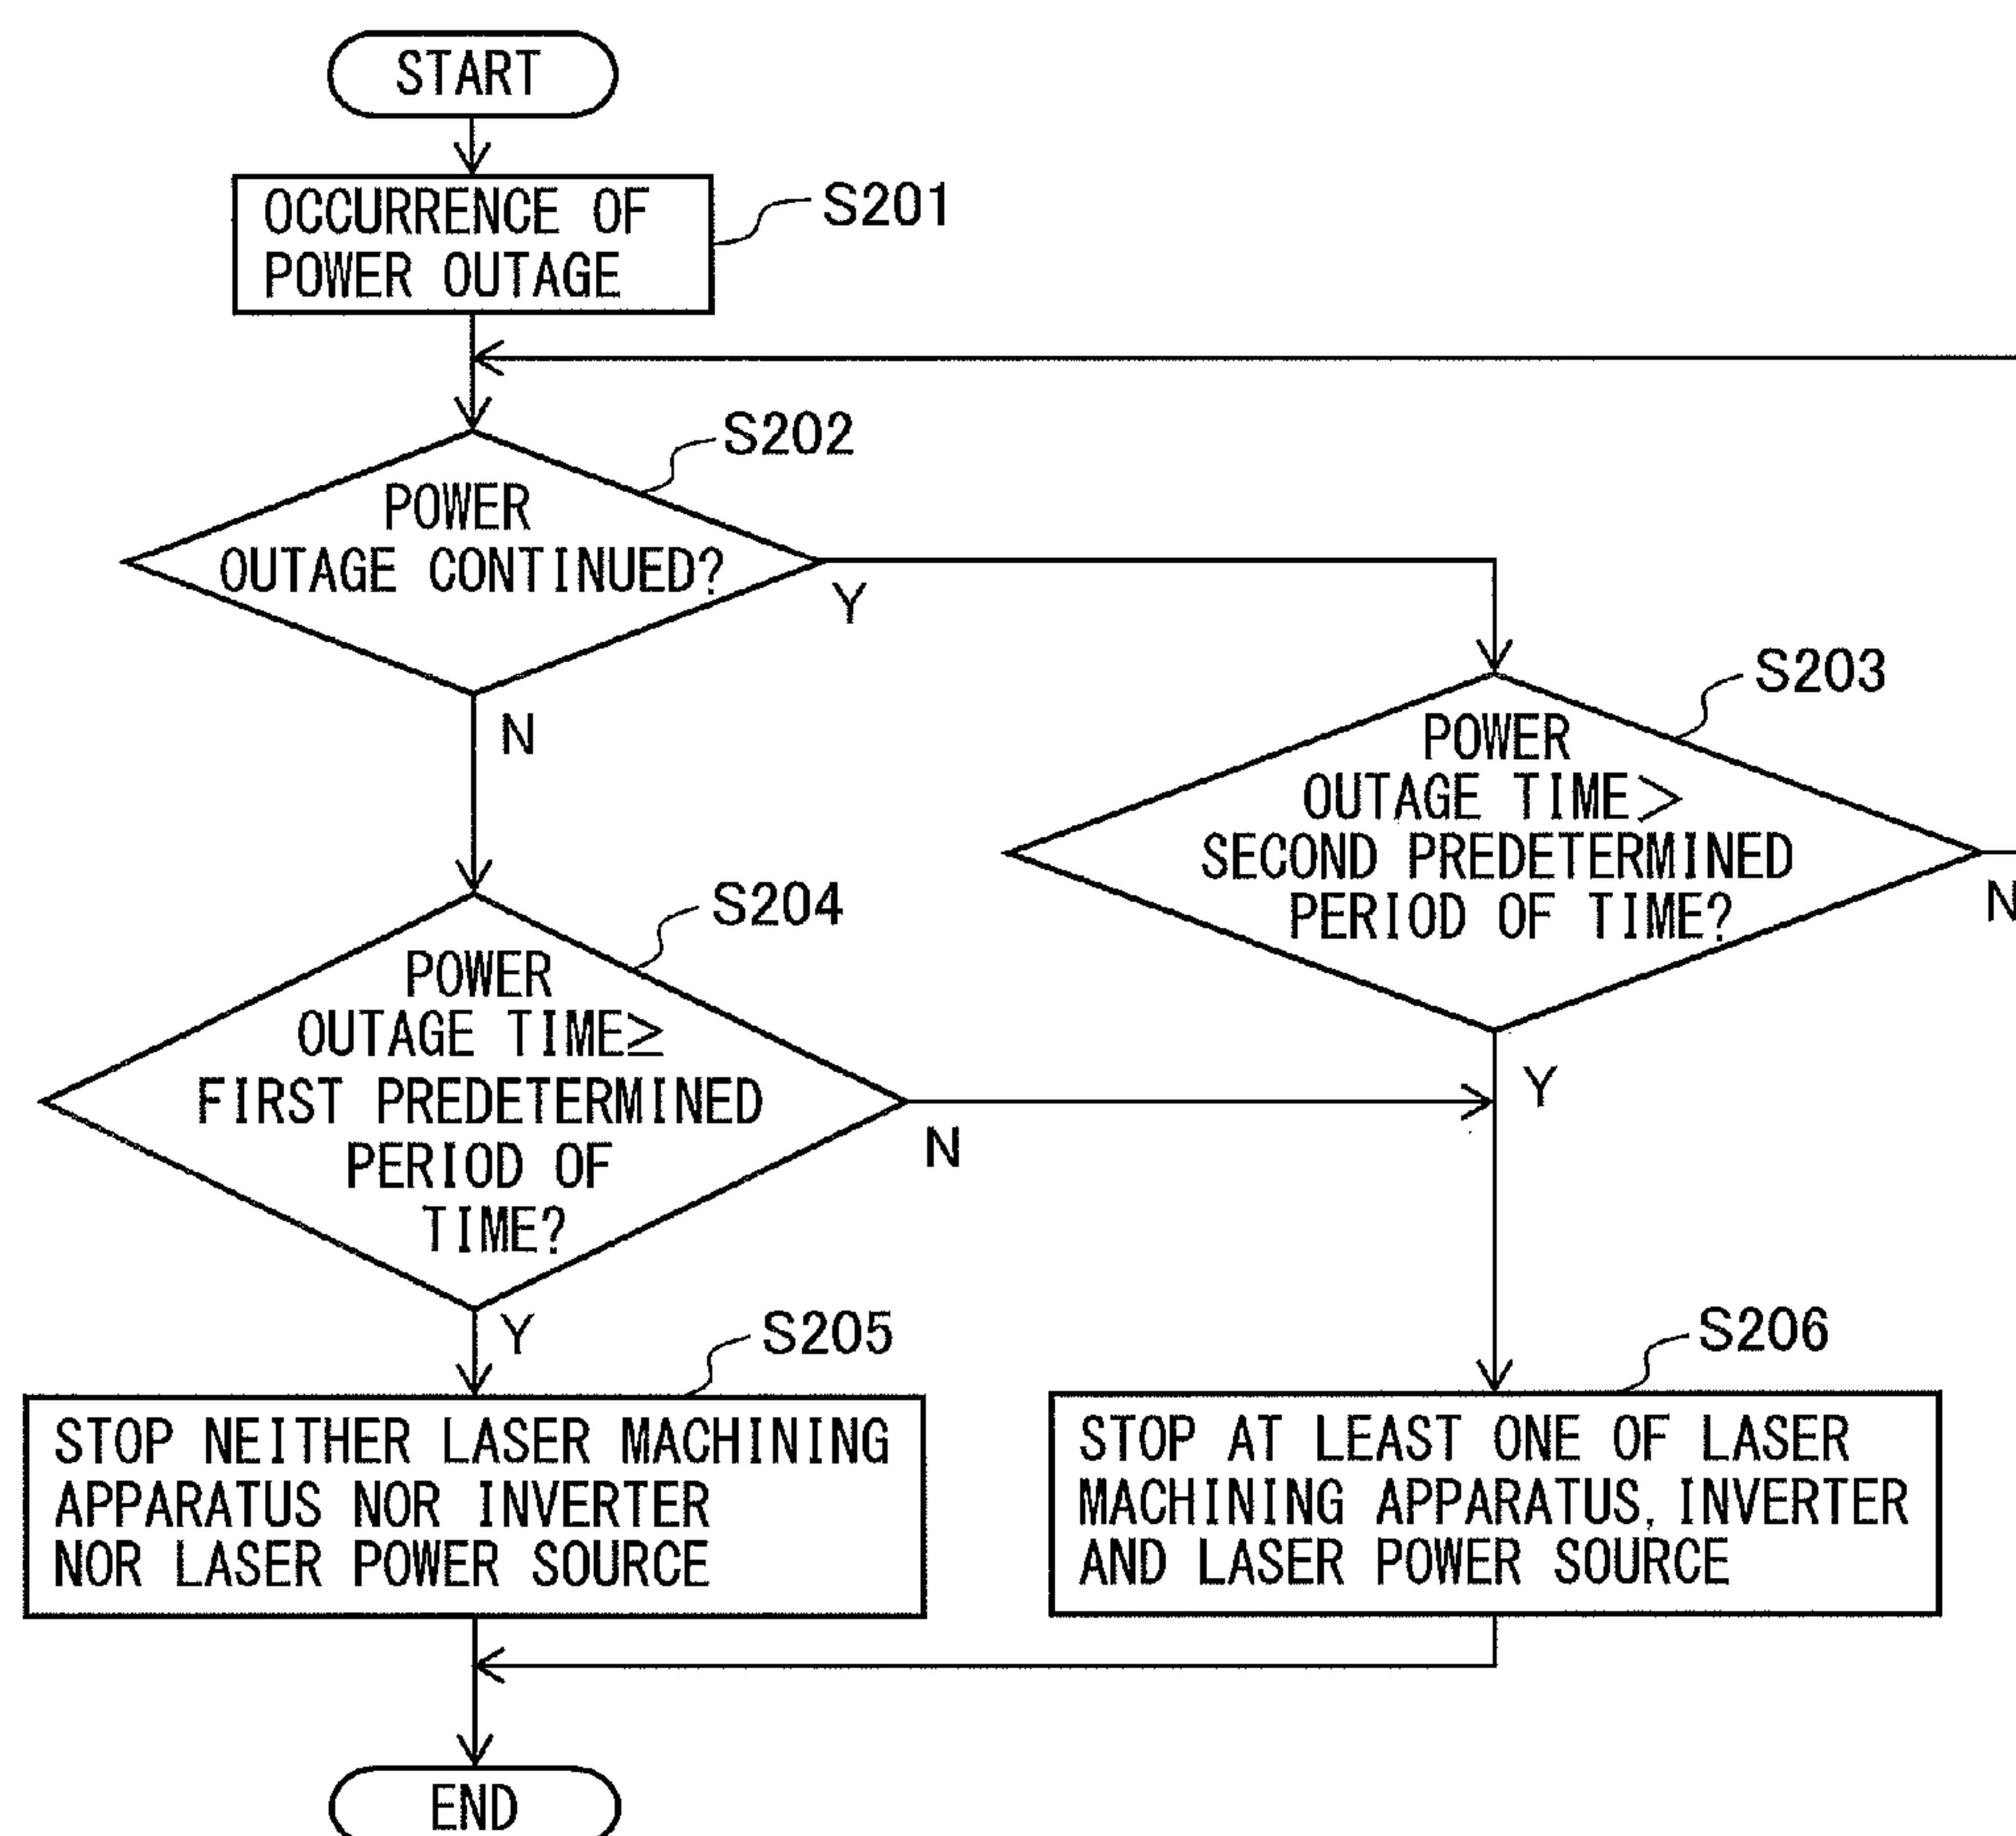 START
OCCURRENCE OF
POWER OUTAGE
S201
S202
POWER
OUTAGE CONTINUED?
Y
N
S203
POWER
OUTAGE TIME>
SECOND PREDETERMINED
PERIOD OF TIME?
N
Y
S204
POWER
OUTAGE TIME≥
FIRST PREDETERMINED
PERIOD OF
TIME?
N
Y
S205
STOP NEITHER LASER MACHINING
APPARATUS NOR INVERTER
NOR LASER POWER SOURCE
S206
STOP AT LEAST ONE OF LASER
MACHINING APPARATUS, INVERTER
AND LASER POWER SOURCE
END